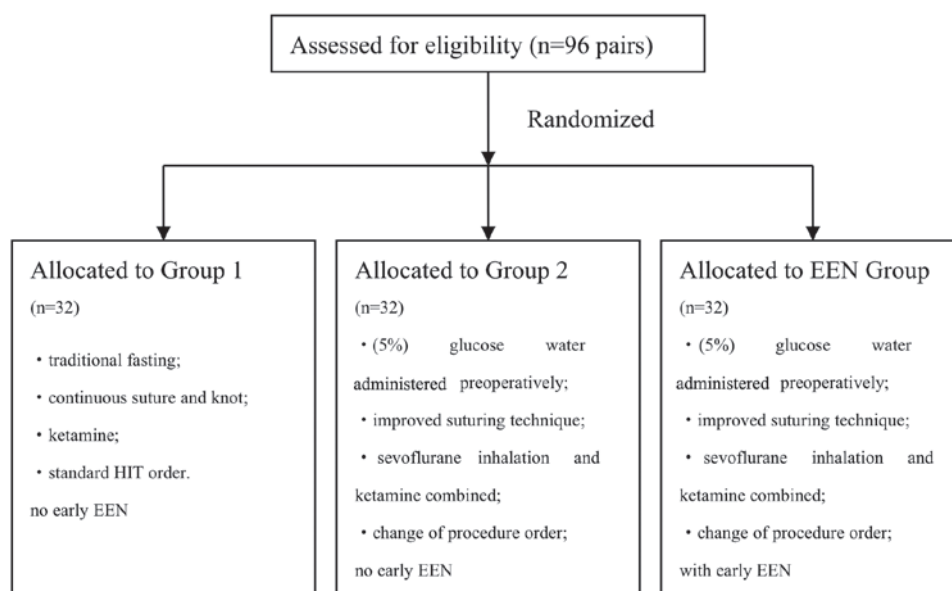 Assessed for eligibility (n=96 pairs)
Randomized
Allocated to Group 1
(n=32)
・traditional fasting;
・continuous suture and knot;
・ketamine;
・standard HIT order.
no early EEN
Allocated to Group 2
(n=32)
・(5%) glucose water
administered preoperatively;
・improved suturing technique;
・sevoflurane inhalation and
ketamine combined;
・change of procedure order;
no early EEN
Allocated to EEN Group
(n=32)
・(5%) glucose water
administered preoperatively;
・improved suturing technique;
・sevoflurane inhalation and
ketamine combined;
・change of procedure order;
with early EEN